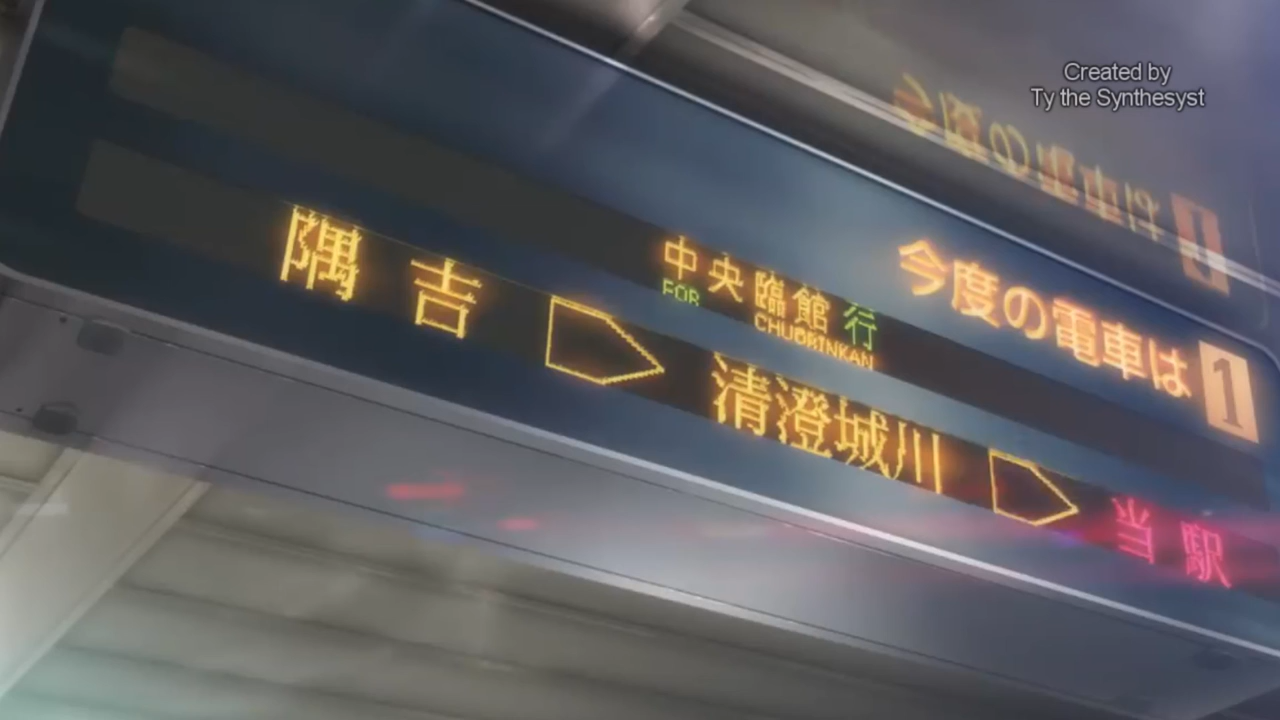 Created by
Ty the Synthesyst
今度の電車は 1
中央臨館 行
FOR CHUORINKAN
隅吉 清澄城川 当駅